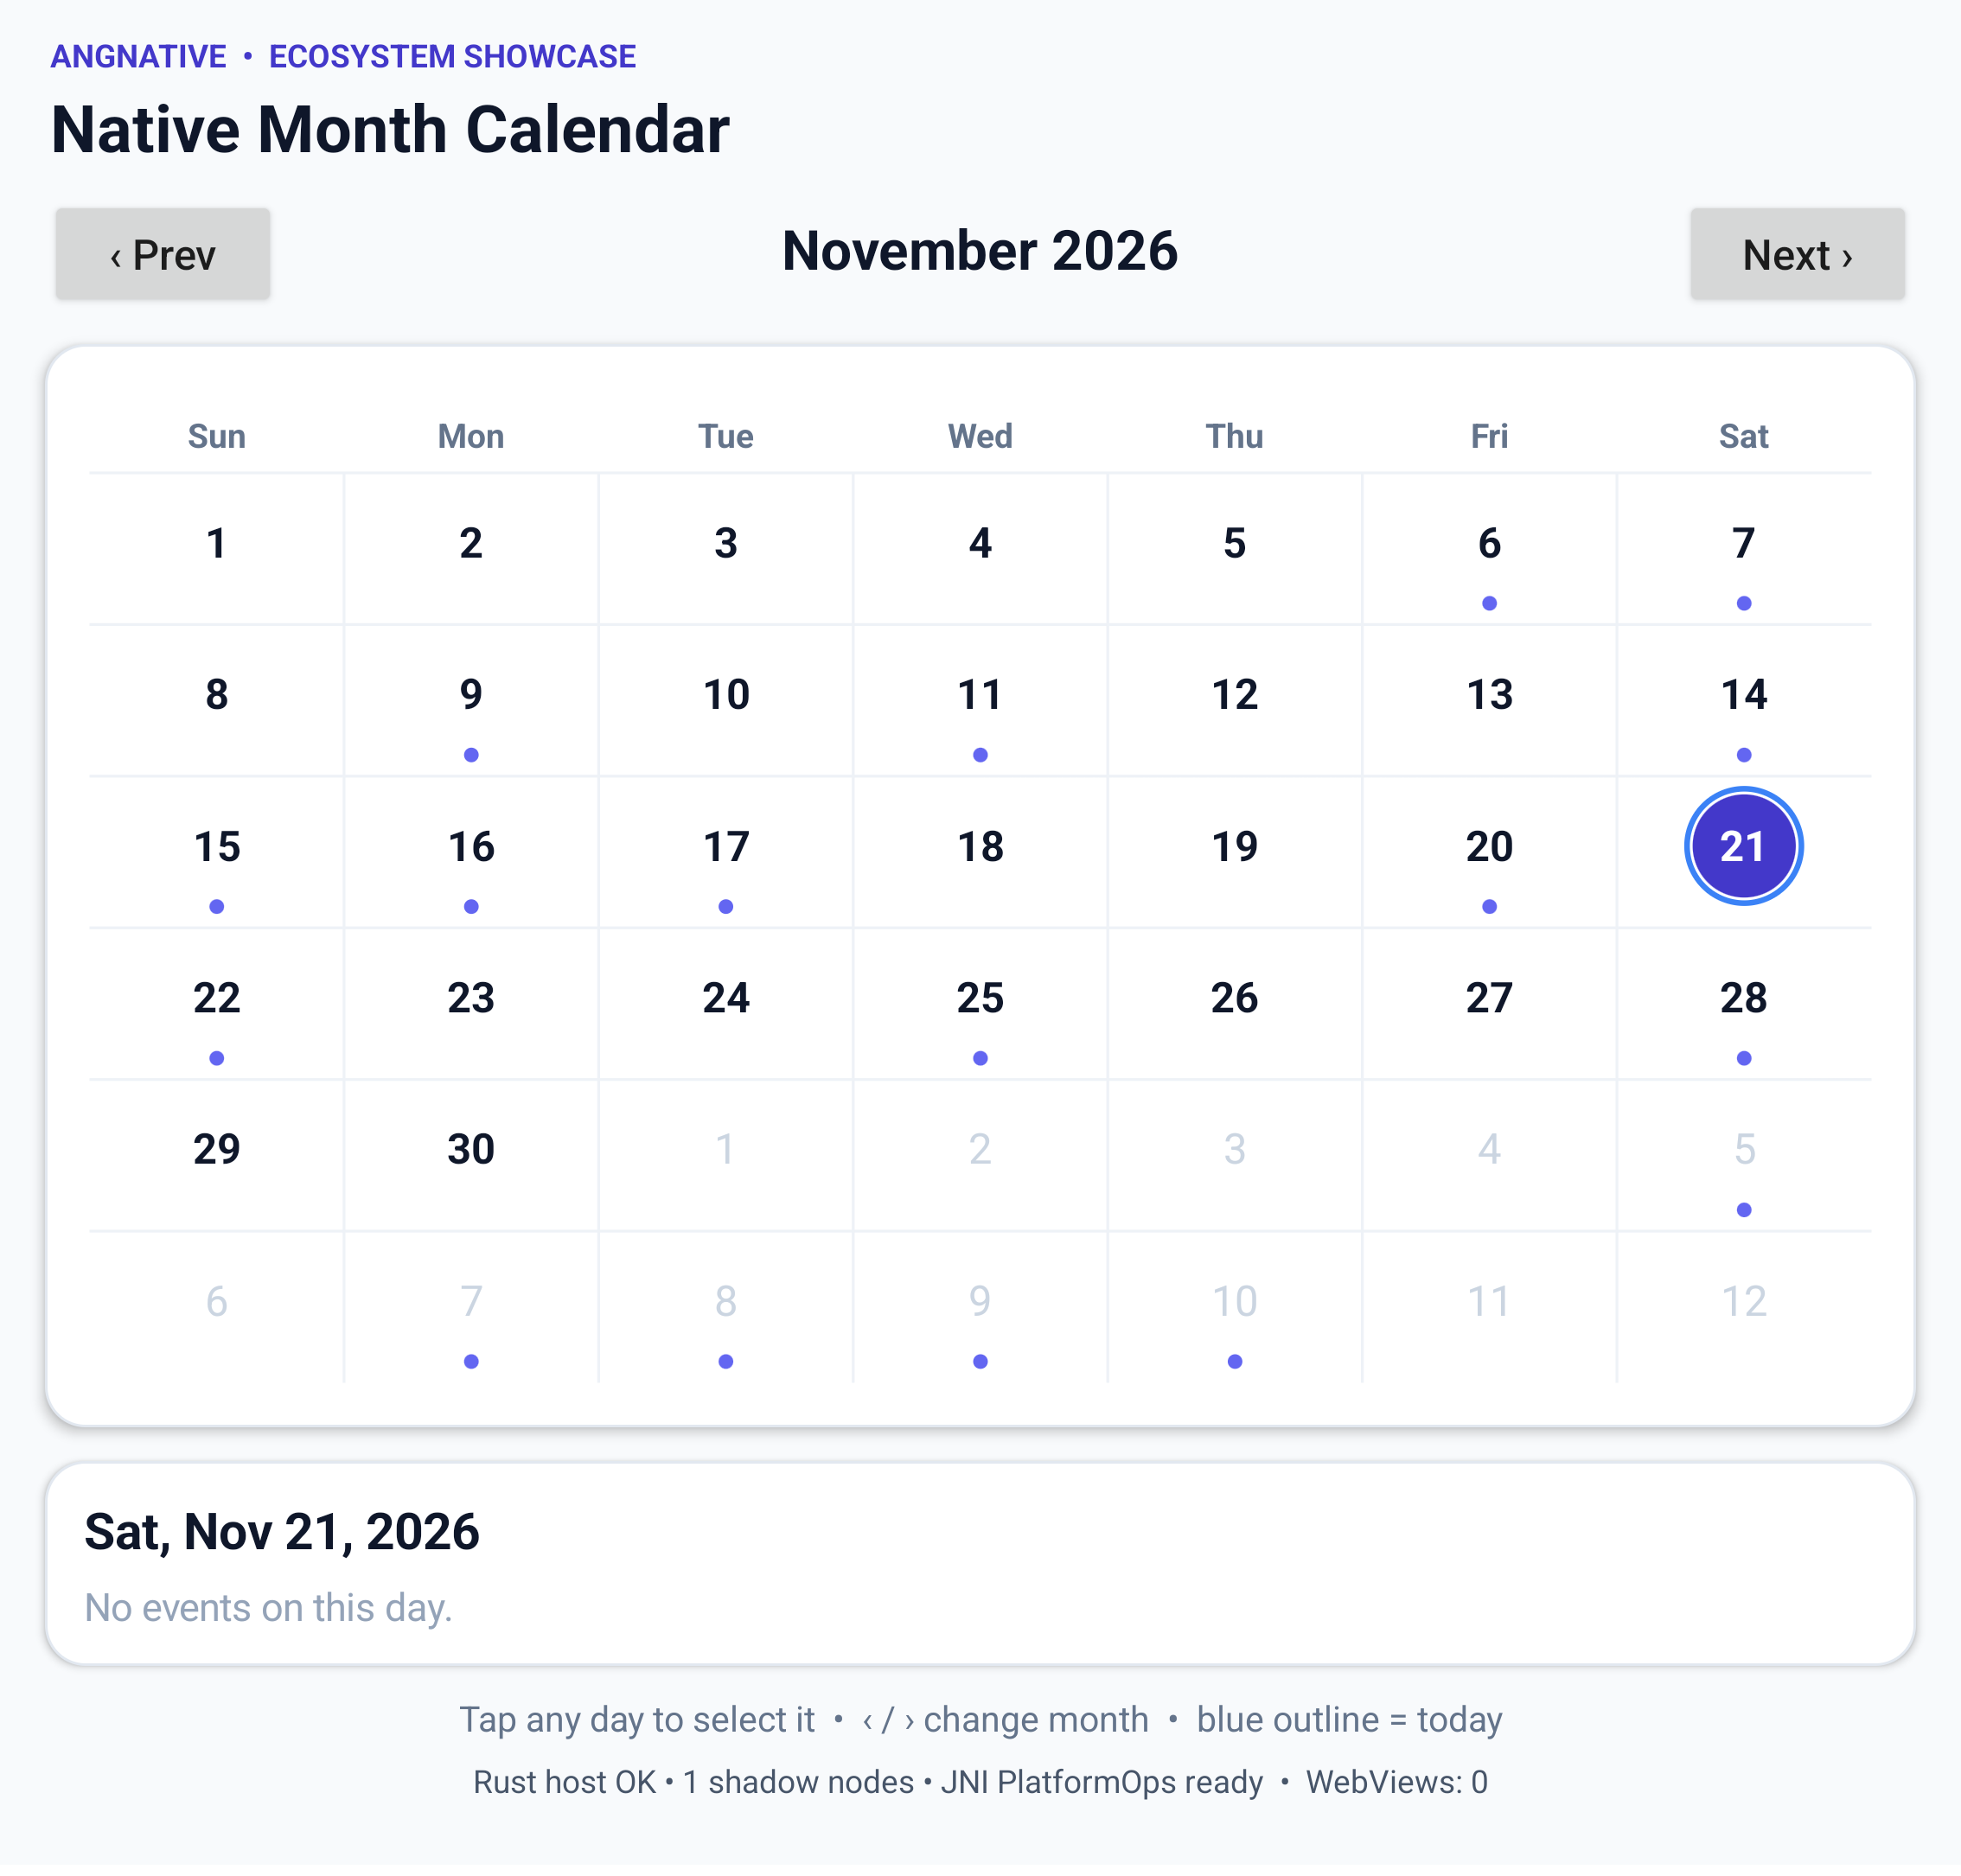 ANGNATIVE • ECOSYSTEM SHOWCASE
Native Month Calendar
‹ Prev November 2026 Next ›
Sun Mon Tue Wed Thu Fri Sat
1 2 3 4 5 6 7
8 9 10 11 12 13 14
15 16 17 18 19 20 21
22 23 24 25 26 27 28
29 30 1 2 3 4 5
6 7 8 9 10 11 12
Sat, Nov 21, 2026
No events on this day.
Tap any day to select it • ‹ / › change month • blue outline = today
Rust host OK • 1 shadow nodes • JNI PlatformOps ready • WebViews: 0